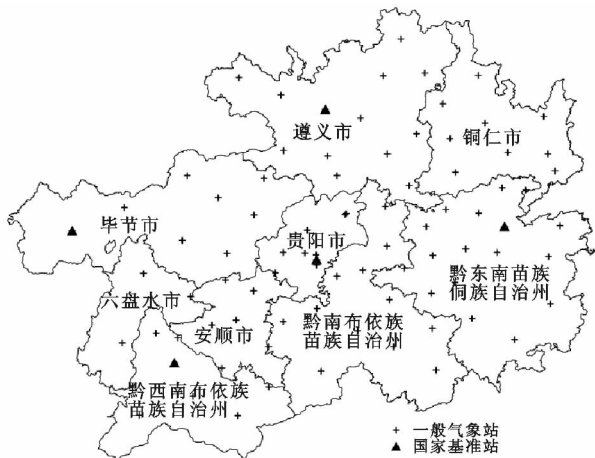 遵义市
铜仁市
毕节市
贵阳市
黔东南苗族
侗族自治州
六盘水市
安顺市
黔南布依族
苗族自治州
黔西南布依族
苗族自治州
一般气象站
国家基准站